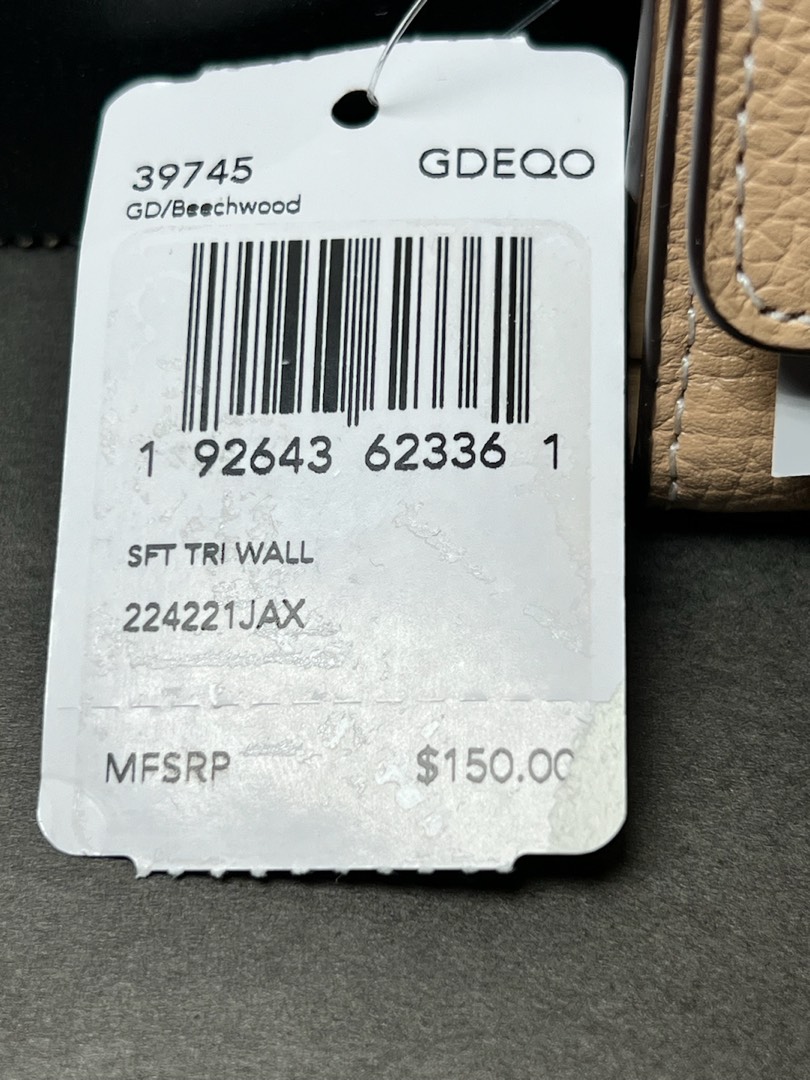 39745 GDEQO
GD/Beechwood
1 92643 62336 1
SFT TRI WALL
224221JAX
MFSRP $150.00